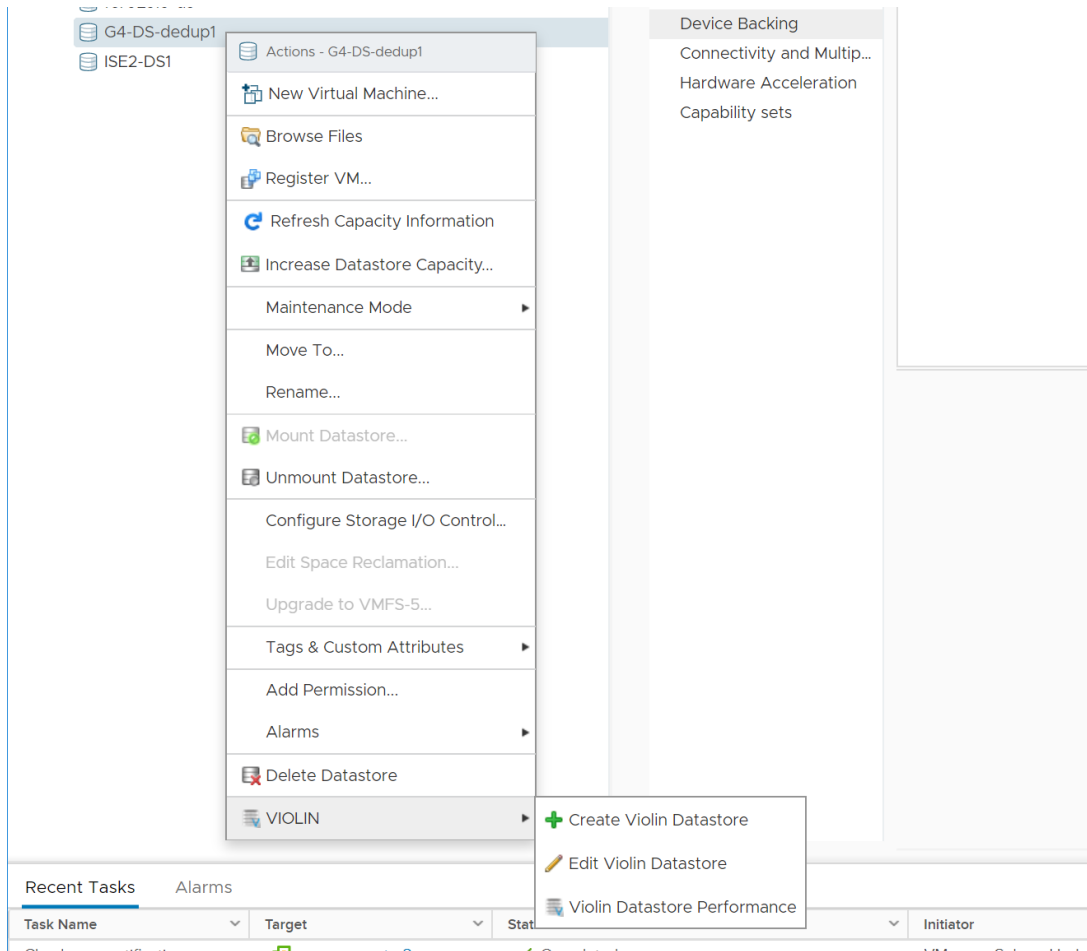 G4-DS-dedup1
ISE2-DS1
Actions - G4-DS-dedup1
New Virtual Machine...
Browse Files
Register VM...
Refresh Capacity Information
Increase Datastore Capacity...
Maintenance Mode
Move To...
Rename...
Mount Datastore...
Unmount Datastore...
Configure Storage I/O Control...
Edit Space Reclamation...
Upgrade to VMFS-5...
Tags & Custom Attributes
Add Permission...
Alarms
Delete Datastore
VIOLIN
Create Violin Datastore
Edit Violin Datastore
Violin Datastore Performance
Device Backing
Connectivity and Multip...
Hardware Acceleration
Capability sets
Recent Tasks Alarms
Task Name Target Stat Initiator